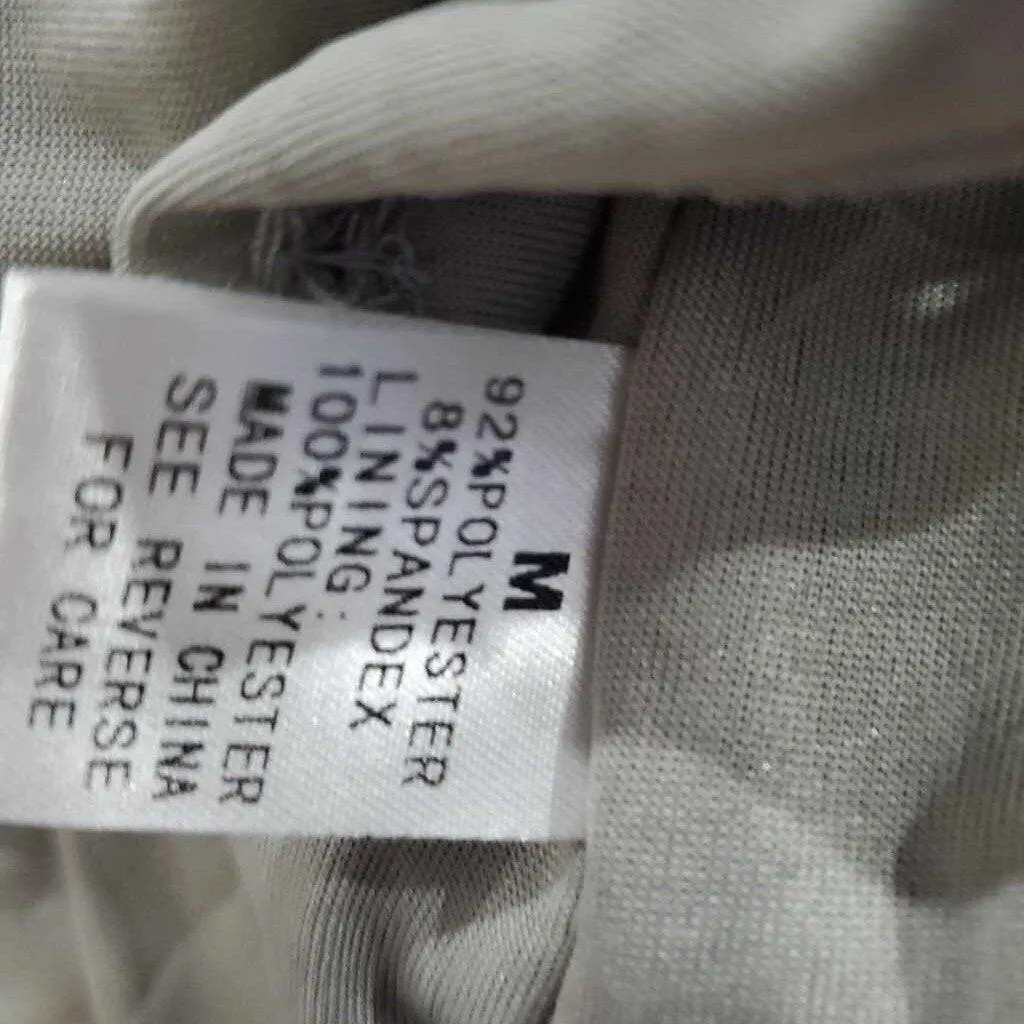 M
92%POLYESTER
8%SPANDEX
LINING:
100%POLYESTER
MADE IN CHINA
SEE REVERSE
FOR CARE